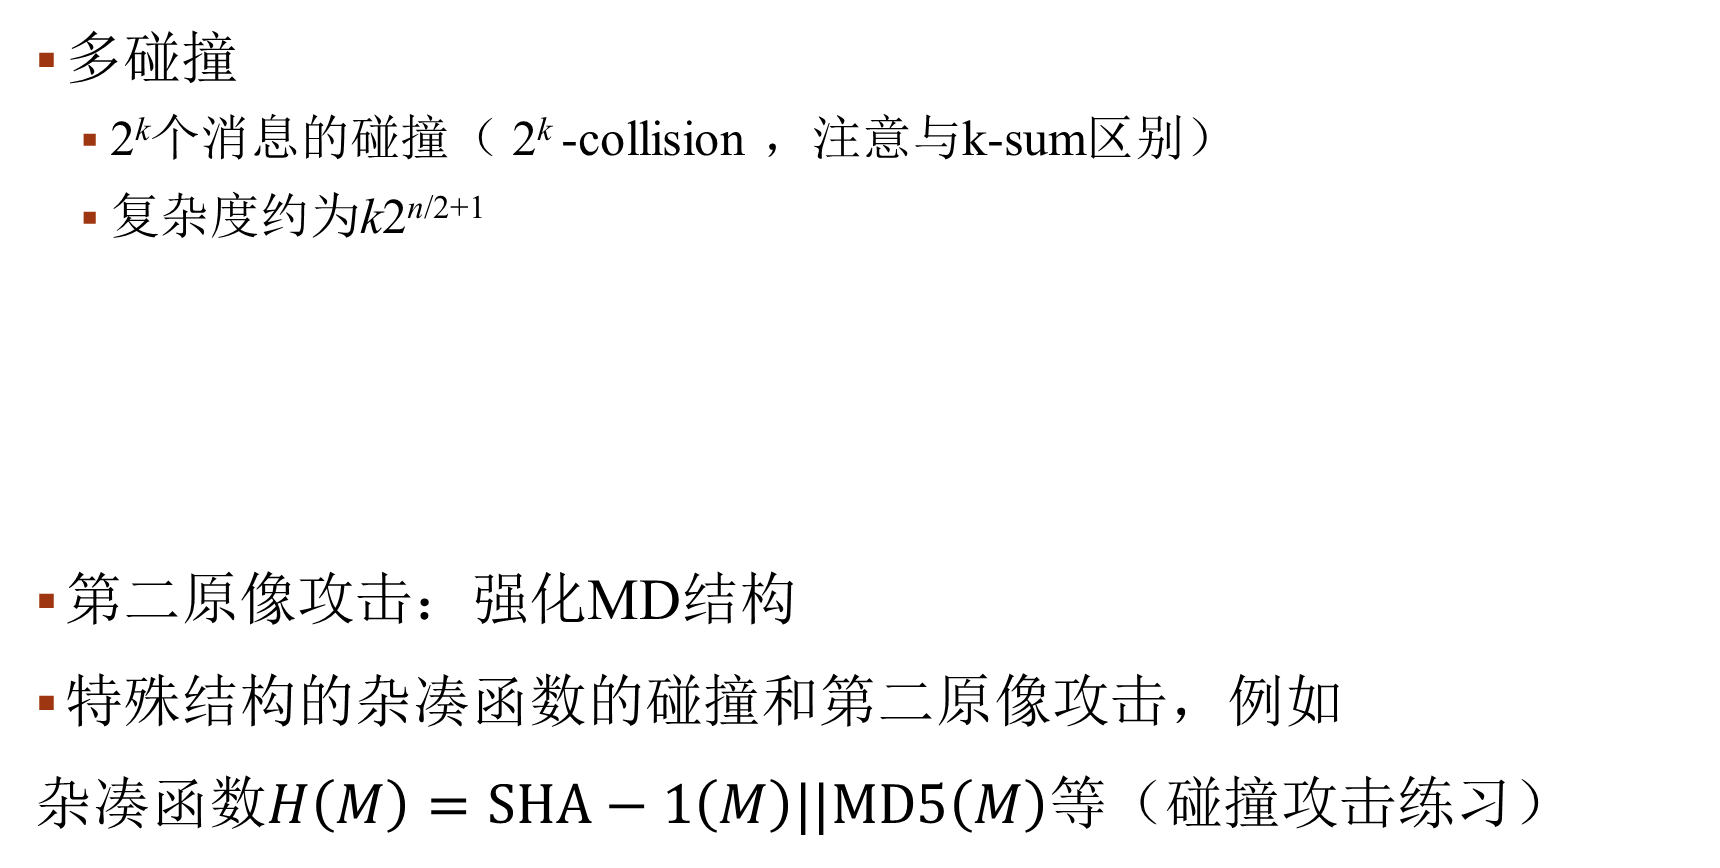 ▪多碰撞
▪2^k个消息的碰撞（ 2^k -collision ，注意与k-sum区别）
▪复杂度约为k2^{n/2+1}
▪第二原像攻击：强化MD结构
▪特殊结构的杂凑函数的碰撞和第二原像攻击，例如
杂凑函数H(M) = SHA − 1(M)||MD5(M)等（碰撞攻击练习）